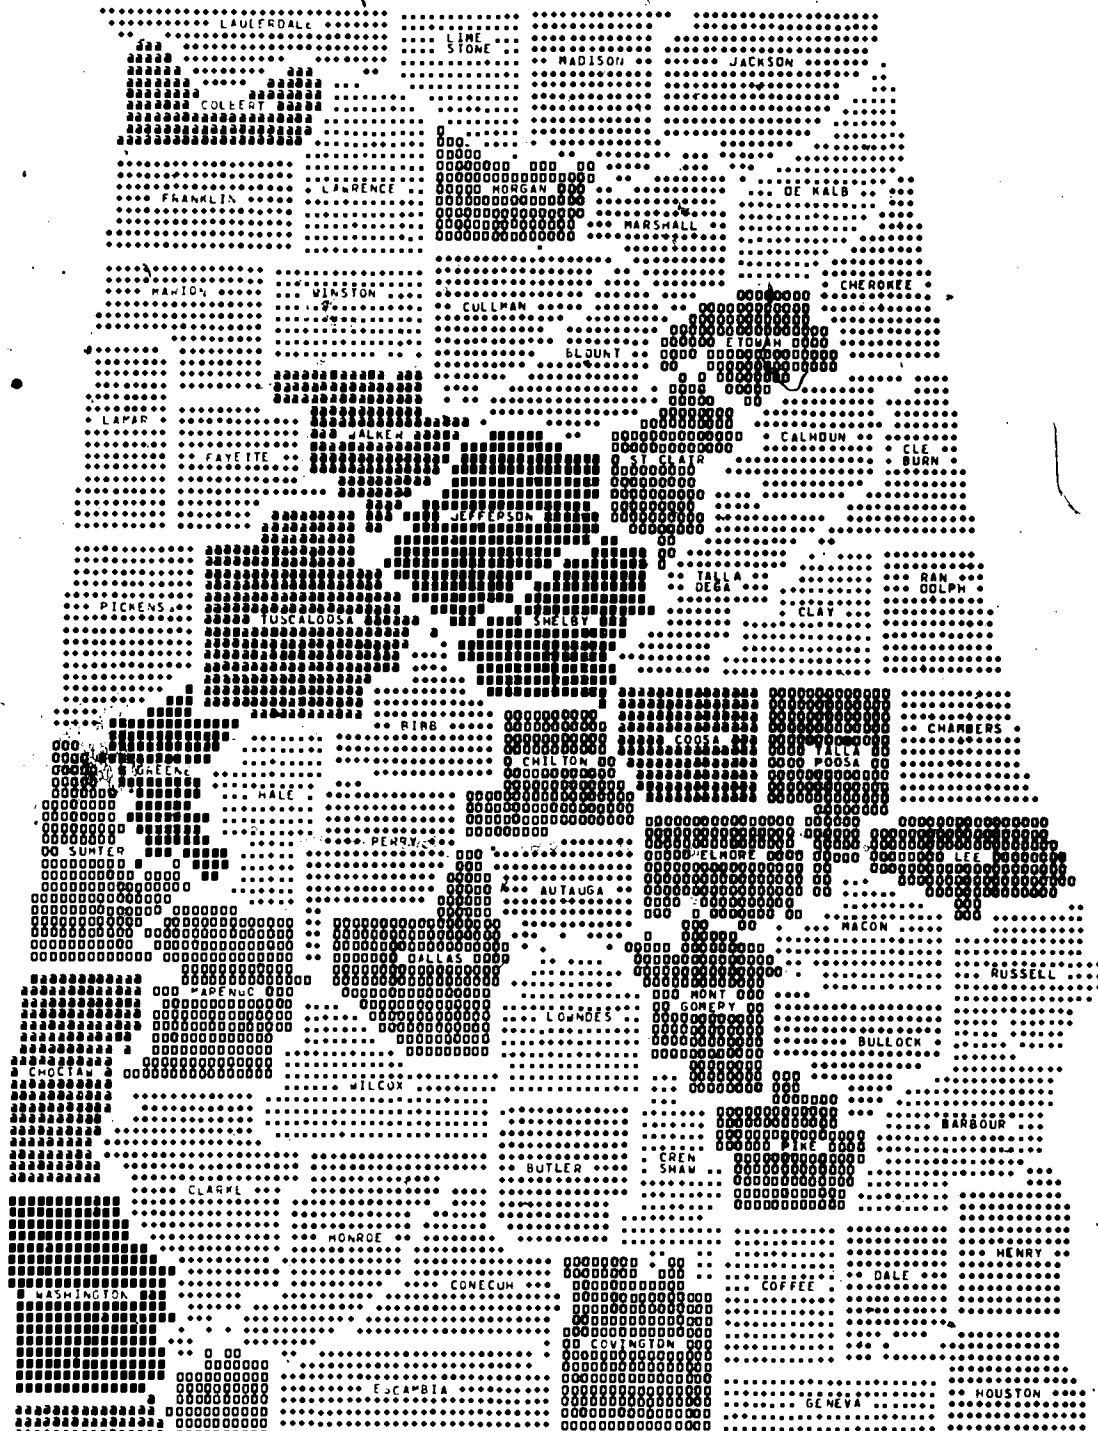 LAUDERDALE
LIME
STONE
MADISON
JACKSON
COLBERT
FRANKLIN
LAWRENCE
MORGAN
DE KALB
MARSHALL
MARION
WINSTON
CULLMAN
CHEROKEE
ETOWAH
BLOUNT
LAMAR
FAYETTE
WALKER
ST CLAIR
CALHOUN
CLE
BURN
JEFFERSON
PICKENS
TUSCALOOSA
SHELBY
TALLA
DEGA
CLAY
RAN
DOLPH
BIBB
CHILTON
COOSA
TALLA
POOSA
CHAMBERS
GREENE
HALE
SUMTER
PERRY
AUTAUGA
ELMORE
LEE
MACON
DALLAS
MARENGO
LOWNDES
MONT
GOMERY
RUSSELL
BULLOCK
CHOCTAW
WILCOX
BUTLER
CREN
SHAW
PIKE
BARBOUR
CLARKE
MONROE
CONECUH
WASHINGTON
COVINGTON
COFFEE
DALE
HENRY
ESCAMBIA
GENEVA
HOUSTON